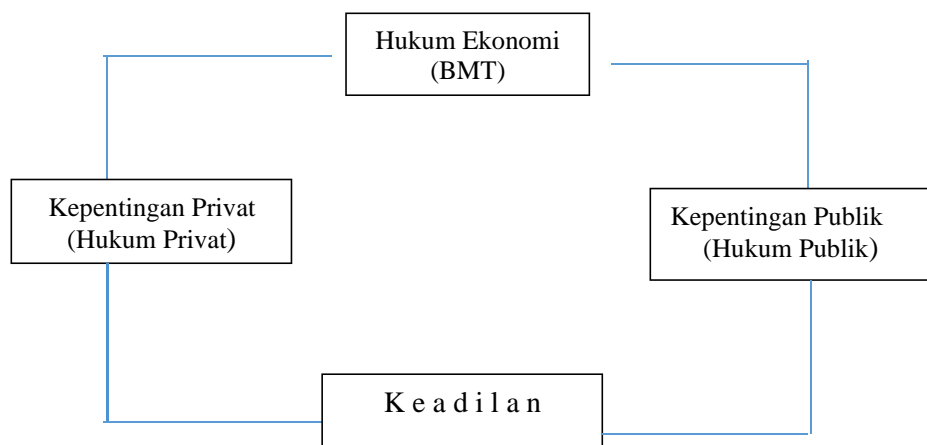 Hukum Ekonomi
(BMT)
Kepentingan Privat
(Hukum Privat)
Kepentingan Publik
(Hukum Publik)
K e a d i l a n